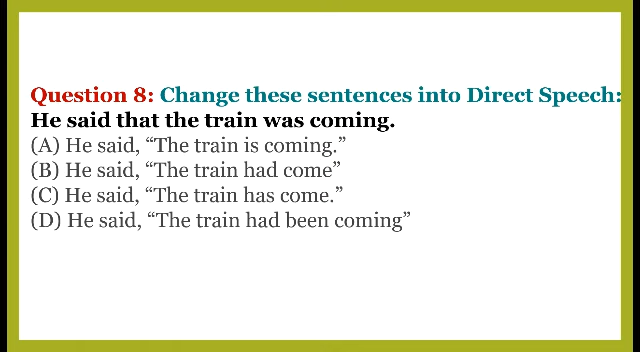 Question 8: Change these sentences into Direct Speech:
He said that the train was coming.
(A) He said, “The train is coming.”
(B) He said, “The train had come”
(C) He said, “The train has come.”
(D) He said, “The train had been coming”